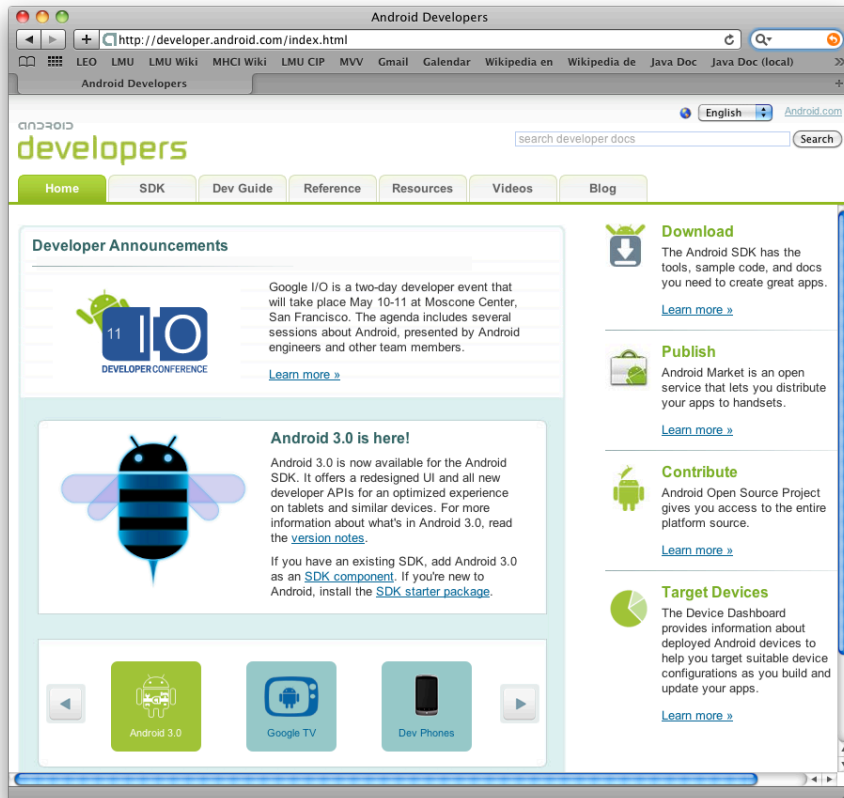 Android Developers
http://developer.android.com/index.html
LEO LMU LMU Wiki MHCI Wiki LMU CIP MVV Gmail Galendar Wikipedia en Wikipedia de Java Doc Java Doc (local)
Android Developers
English Android.com
android
developers
search developer docs Search
Home SDK Dev Guide Reference Resources Videos Blog
Developer Announcements
11 IO
DEVELOPER CONFERENCE
Google I/O is a two-day developer event that
will take place May 10-11 at Moscone Center,
San Francisco. The agenda includes several
sessions about Android, presented by Android
engineers and other team members.
Learn more »
Android 3.0 is here!
Android 3.0 is now available for the Android
SDK. It offers a redesigned UI and all new
developer APIs for an optimized experience
on tablets and similar devices. For more
information about what's in Android 3.0, read
the version notes.
If you have an existing SDK, add Android 3.0
as an SDK component. If you're new to
Android, install the SDK starter package.
Android 3.0
Google TV
Dev Phones
Download
The Android SDK has the
tools, sample code, and docs
you need to create great apps.
Learn more »
Publish
Android Market is an open
service that lets you distribute
your apps to handsets.
Learn more »
Contribute
Android Open Source Project
gives you access to the entire
platform source.
Learn more »
Target Devices
The Device Dashboard
provides information about
deployed Android devices to
help you target suitable device
configurations as you build and
update your apps.
Learn more »